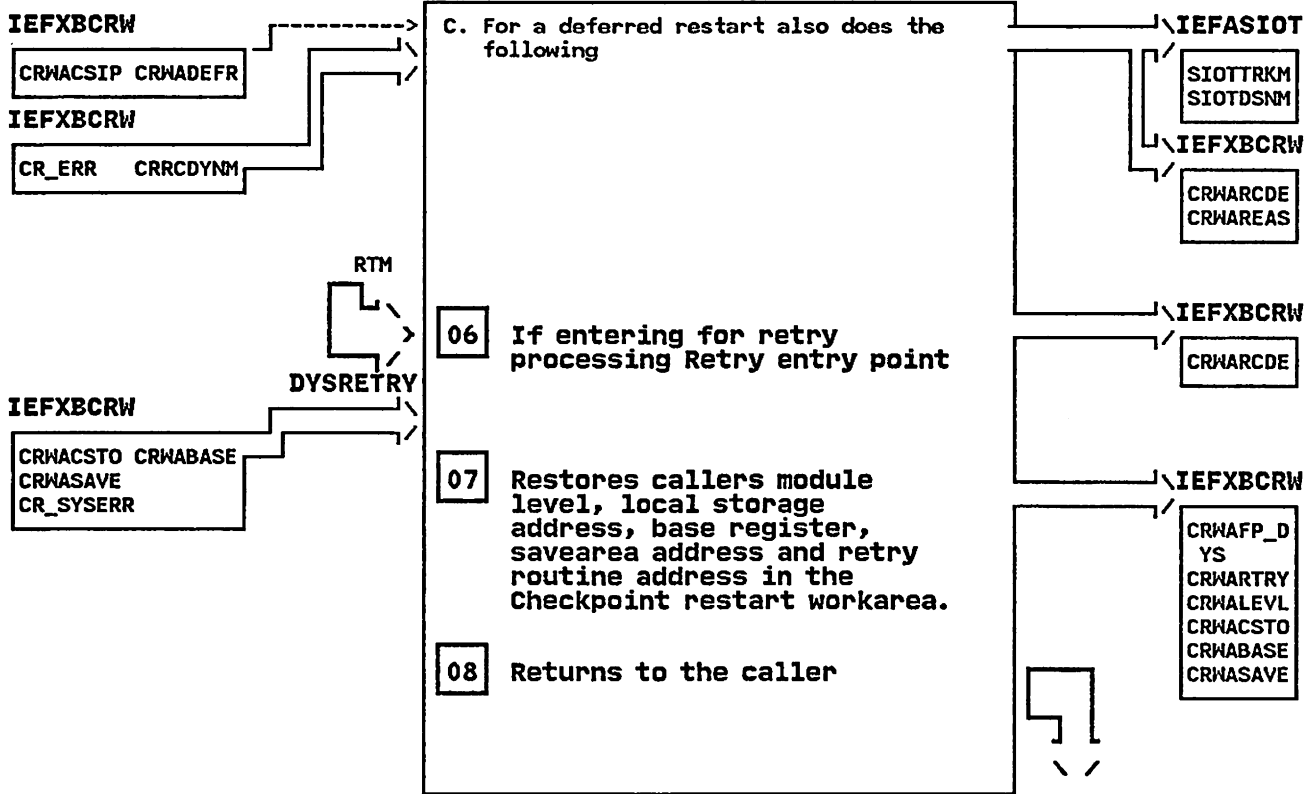 IEFXBCRW
CRWACSIP CRWADEFR
IEFXBCRW
CR_ERR CRRCDYNM
RTM
DYSRETRY
IEFXBCRW
CRWACSTO CRWABASE
CRWASAVE
CR_SYSERR
C. For a deferred restart also does the
following
06 If entering for retry
processing Retry entry point
07 Restores callers module
level, local storage
address, base register,
savearea address and retry
routine address in the
Checkpoint restart workarea.
08 Returns to the caller
IEFASIOT
SIOTTRKM
SIOTDSNM
IEFXBCRW
CRWARCDE
CRWAREAS
IEFXBCRW
CRWARCDE
IEFXBCRW
CRWAFP_D
YS
CRWARTRY
CRWALEVL
CRWACSTO
CRWABASE
CRWASAVE